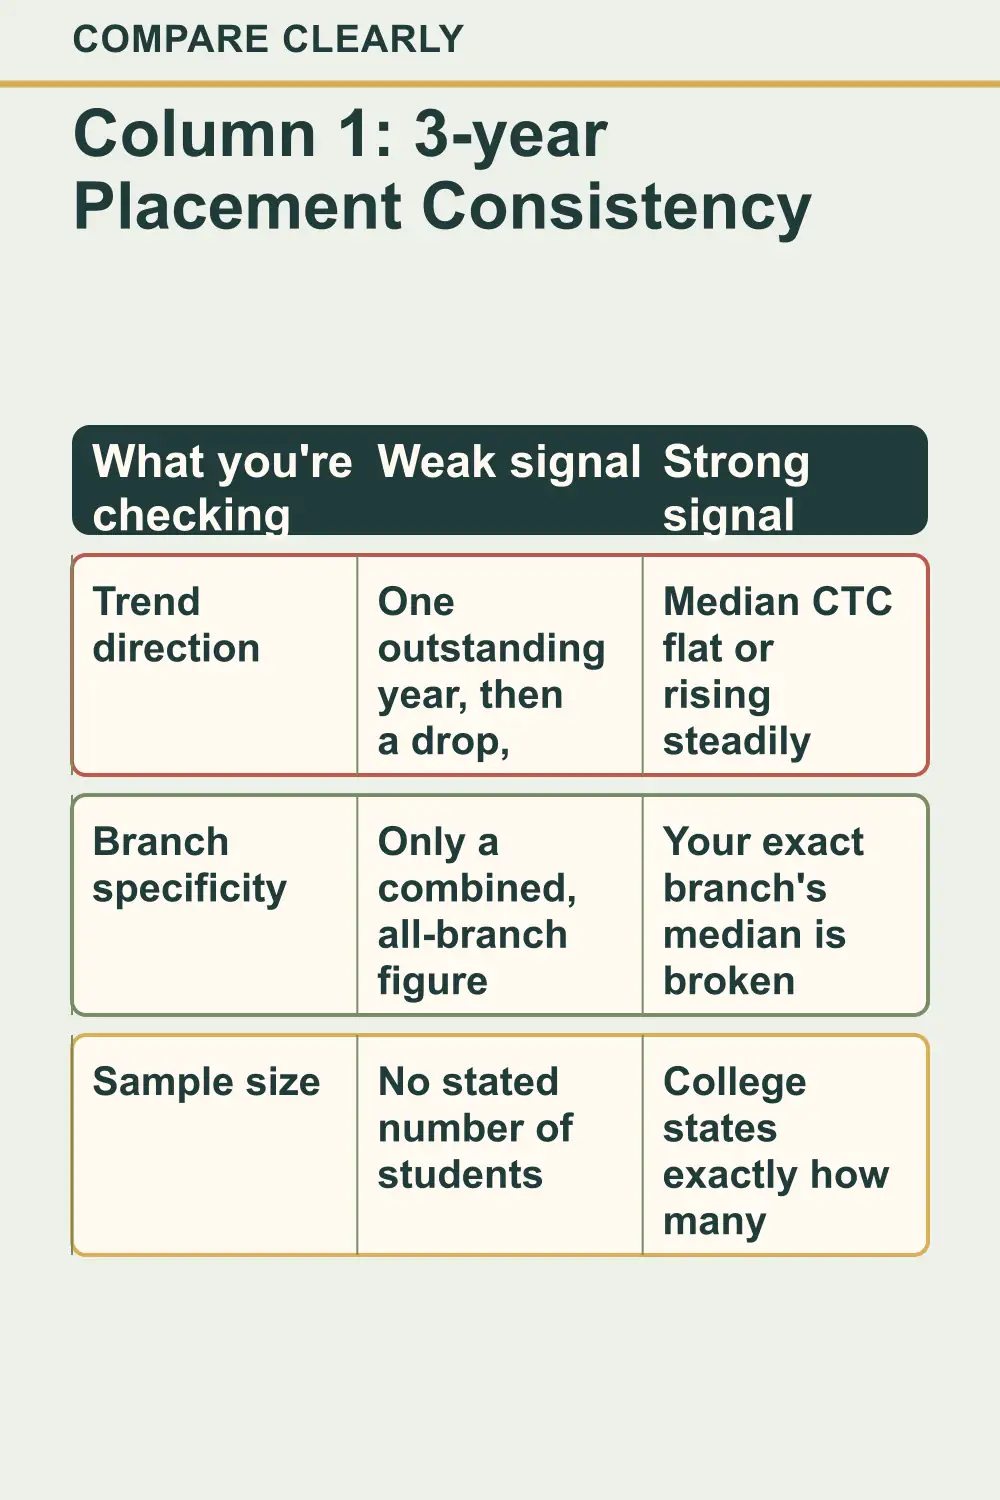 COMPARE CLEARLY
Column 1: 3-year
Placement Consistency
What you're
checking
Weak signal
Strong
signal
Trend
direction
One
outstanding
year, then
a drop,
Median CTC
flat or
rising
steadily
Branch
specificity
Only a
combined,
all-branch
figure
Your exact
branch's
median is
broken
Sample size
No stated
number of
students
College
states
exactly how
many